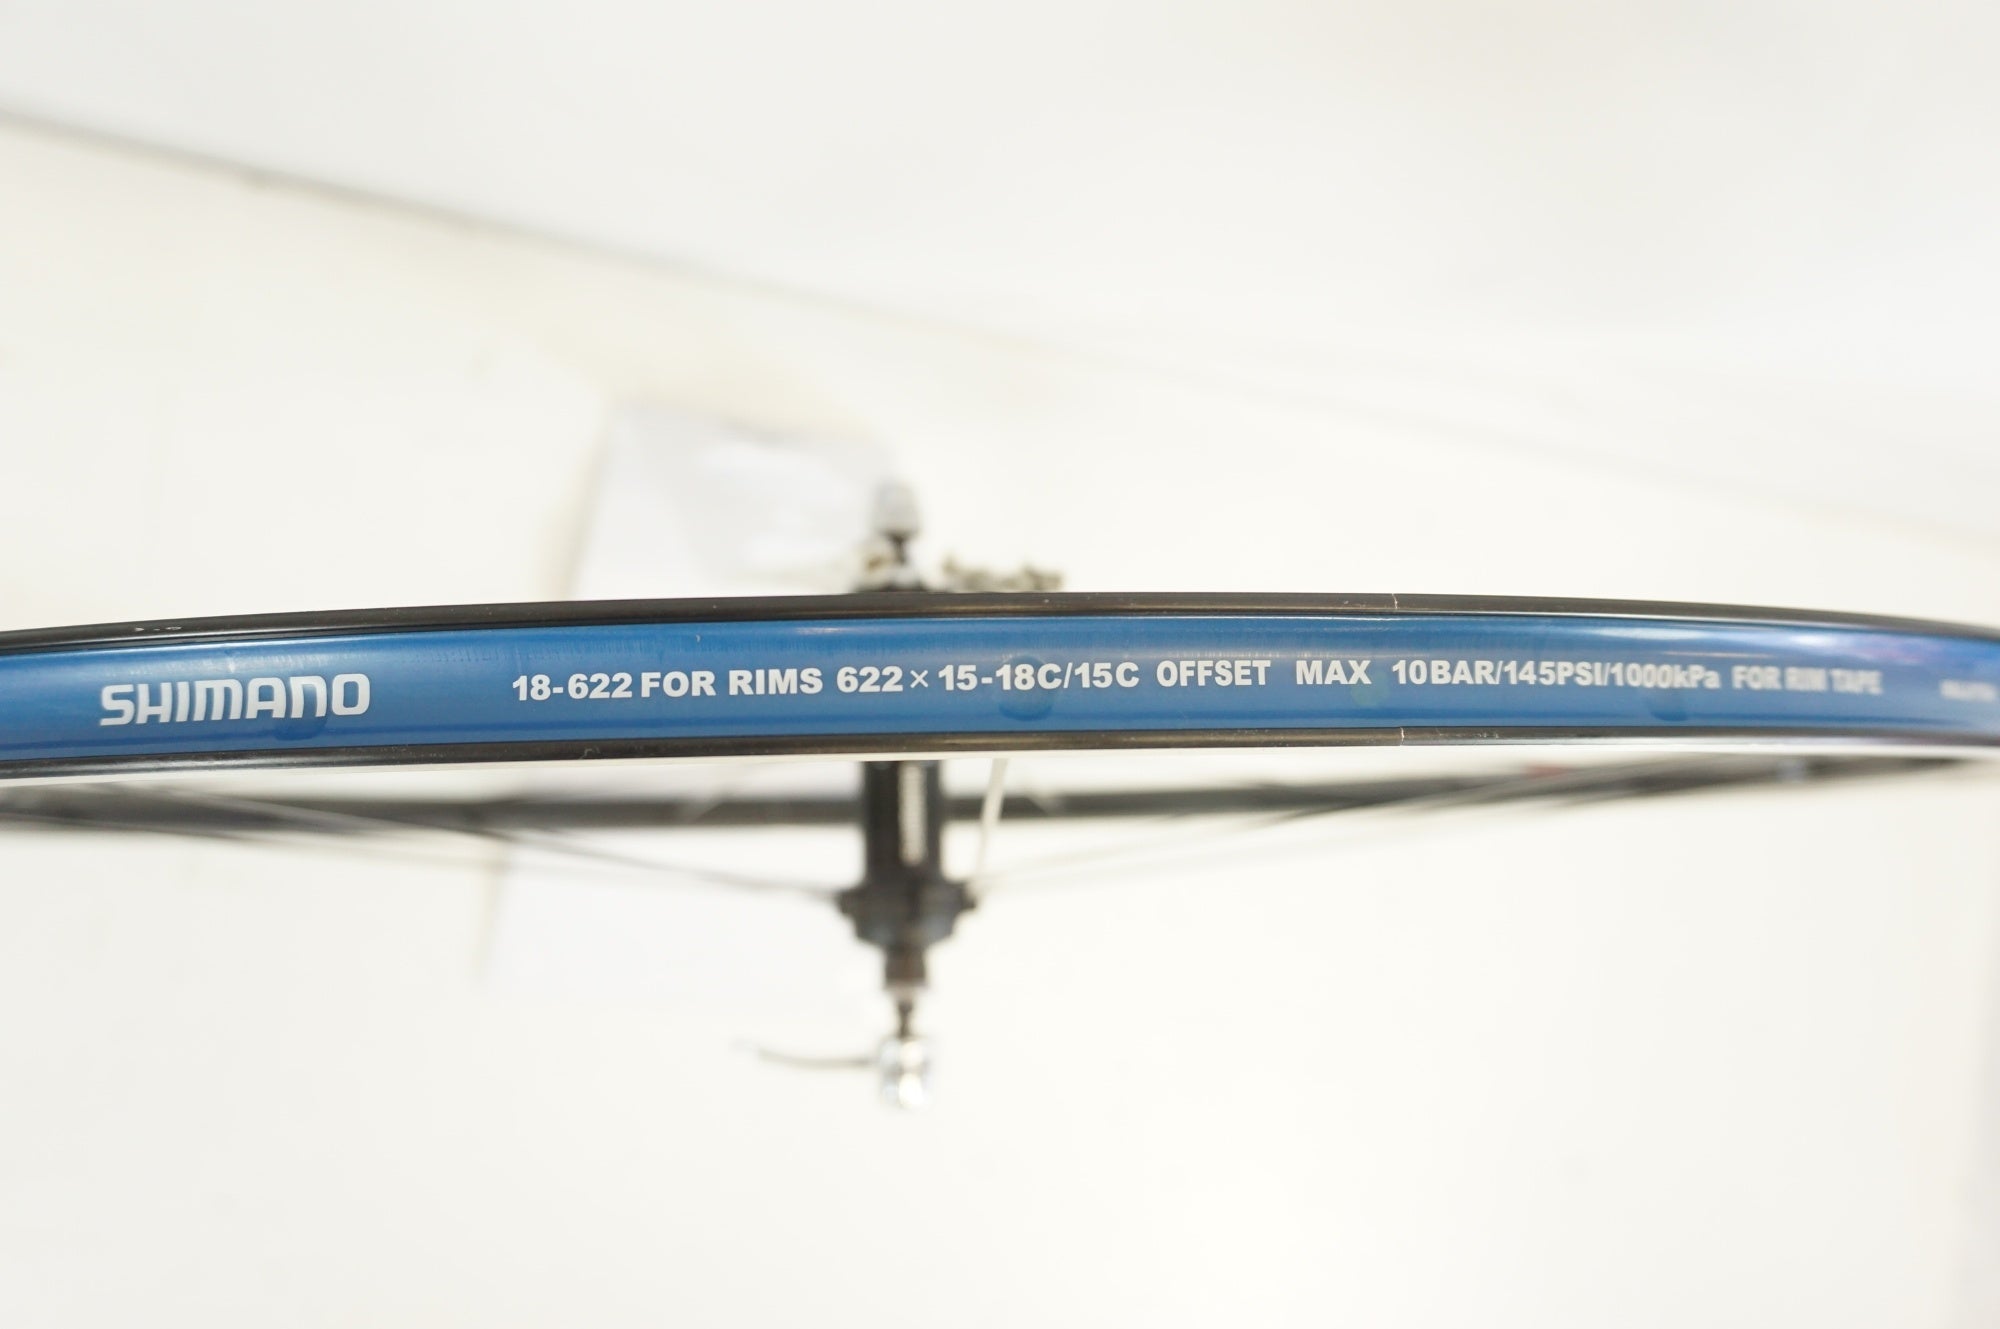 SHIMANO 18-622 FOR RIMS 622×15-18C/15C OFFSET MAX 10BAR/145PSI/1000kPa FOR RIM TAPE